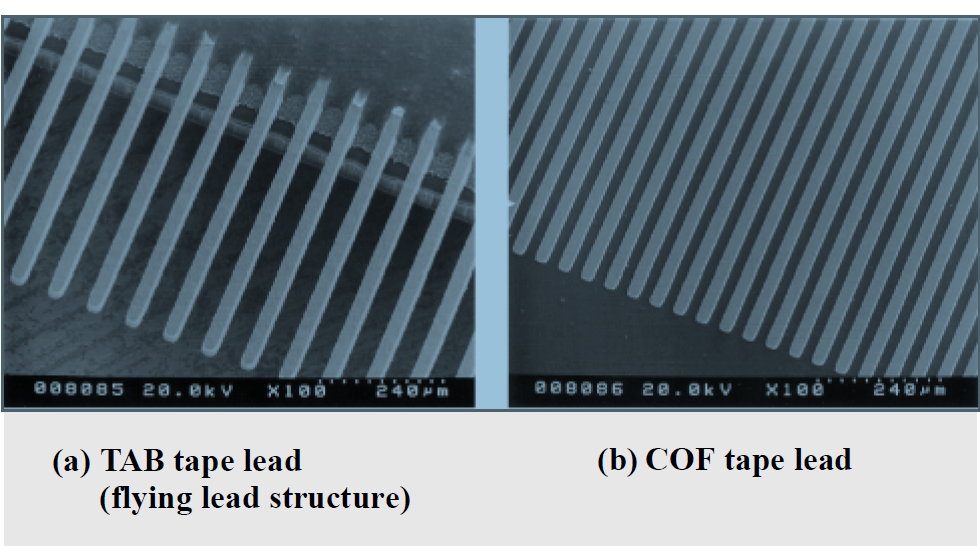 008085 20.0kV X100 240μm
008086 20.0kV X100 240μm
(a) TAB tape lead
(flying lead structure)
(b) COF tape lead